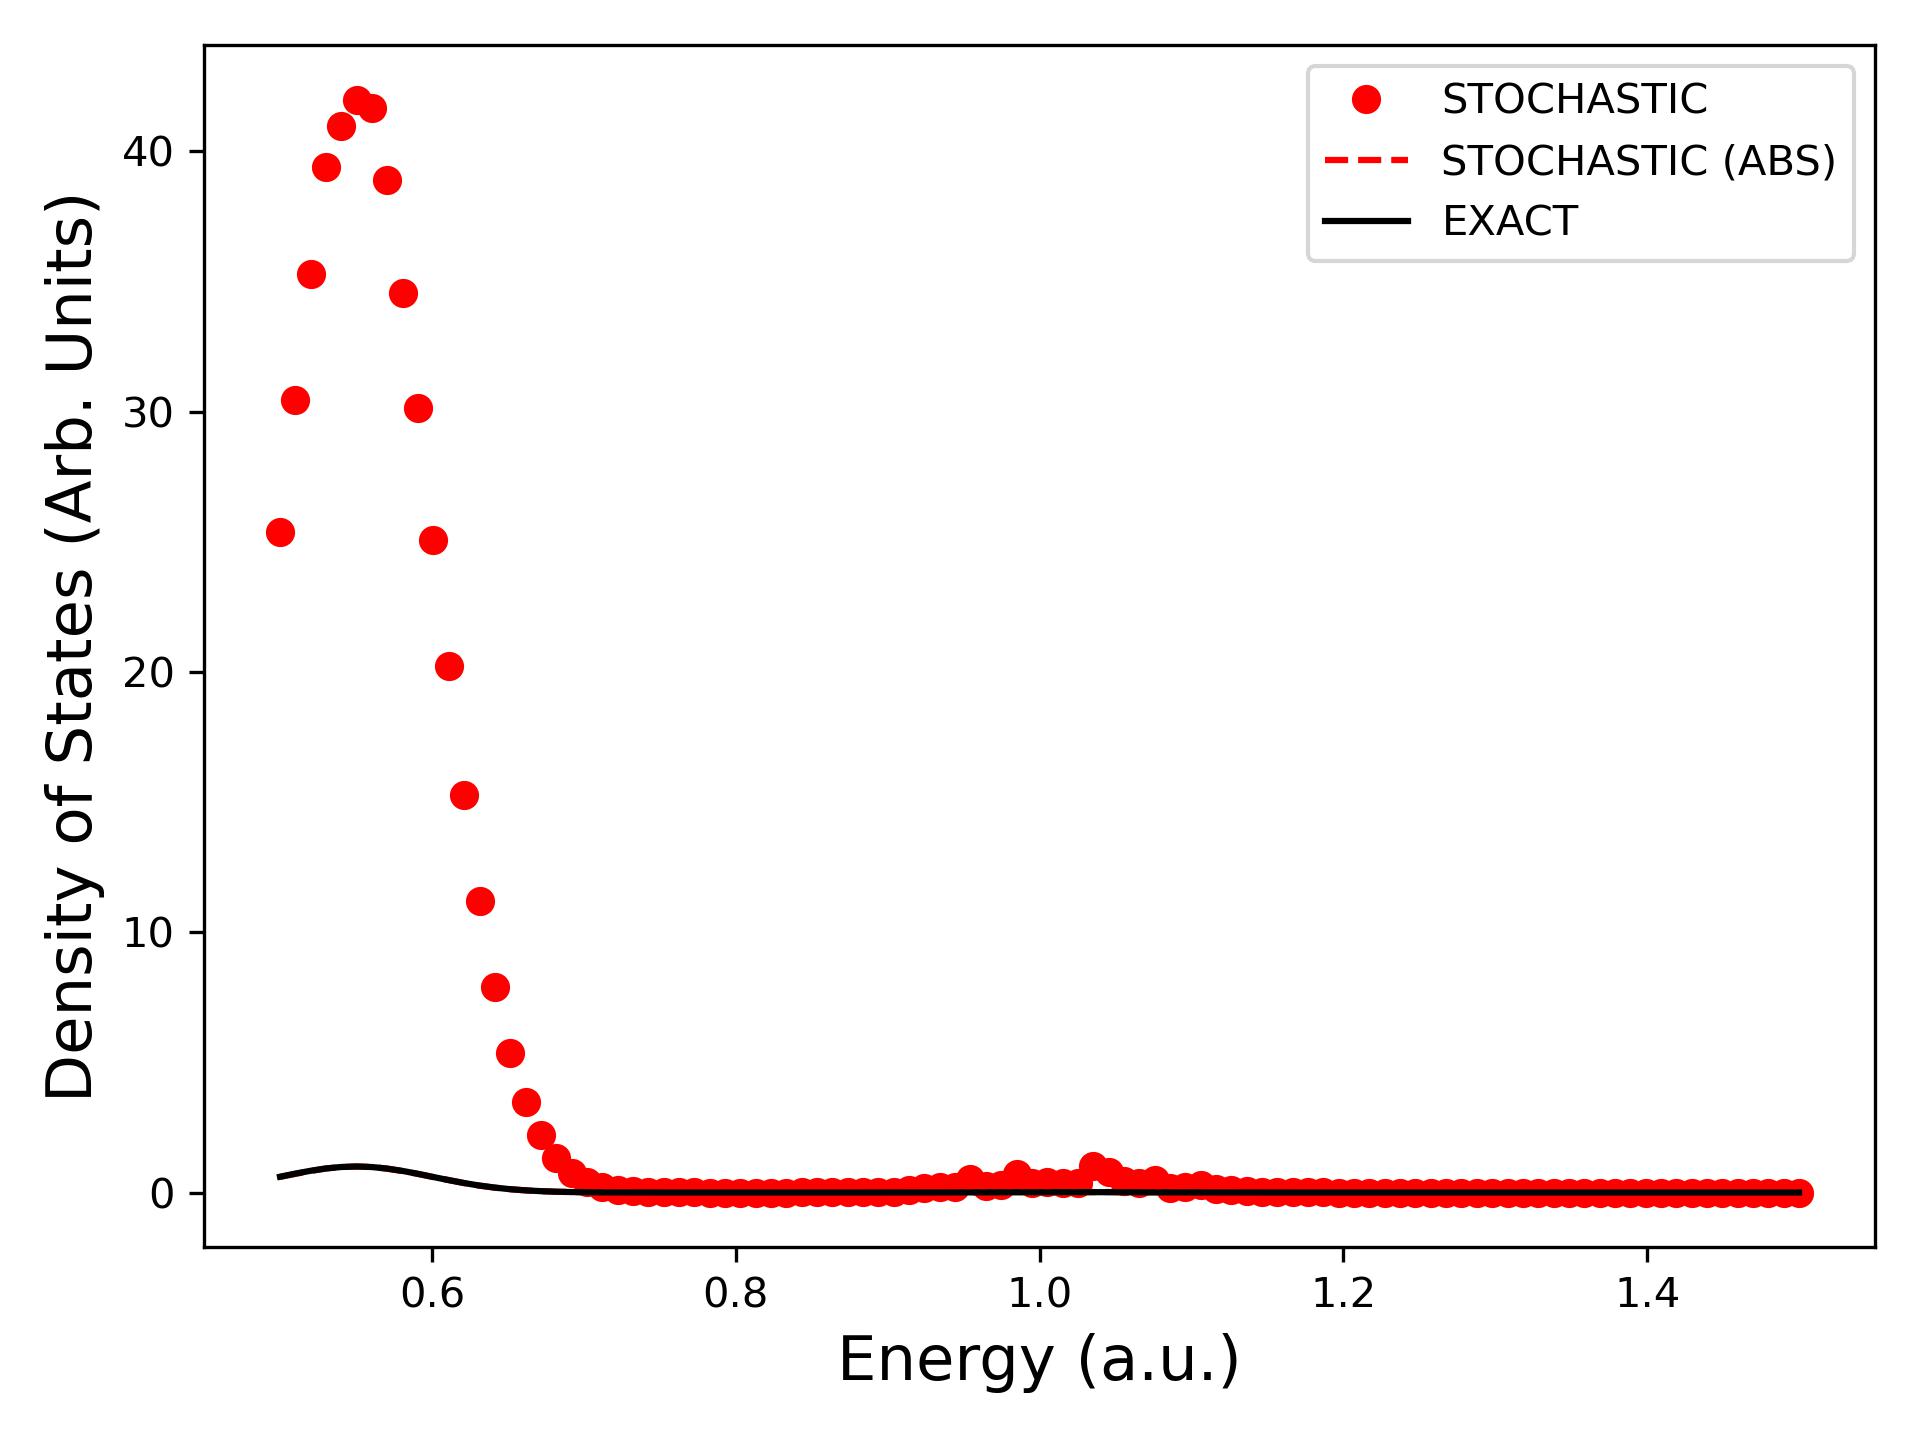 STOCHASTIC
STOCHASTIC (ABS)
EXACT
Density of States (Arb. Units)
40
30
20
10
0
0.6 0.8 1.0 1.2 1.4
Energy (a.u.)